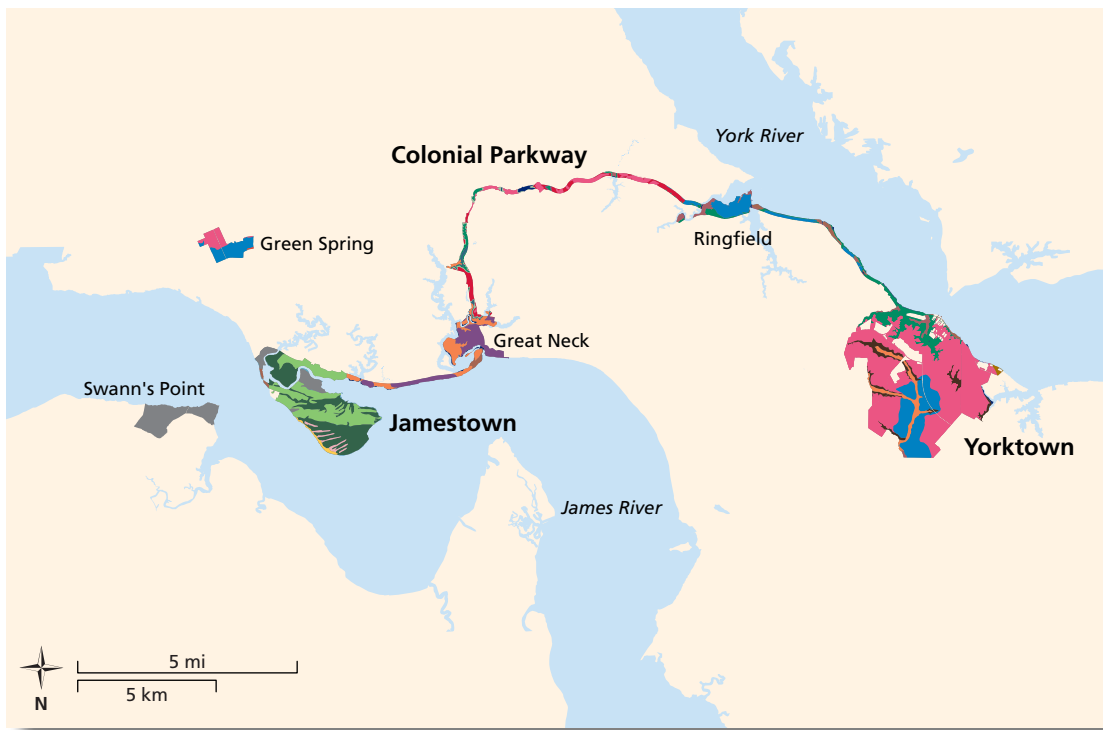 York River
Colonial Parkway
Ringfield
Green Spring
Great Neck
Swann's Point
Jamestown
Yorktown
James River
5 mi
5 km
N